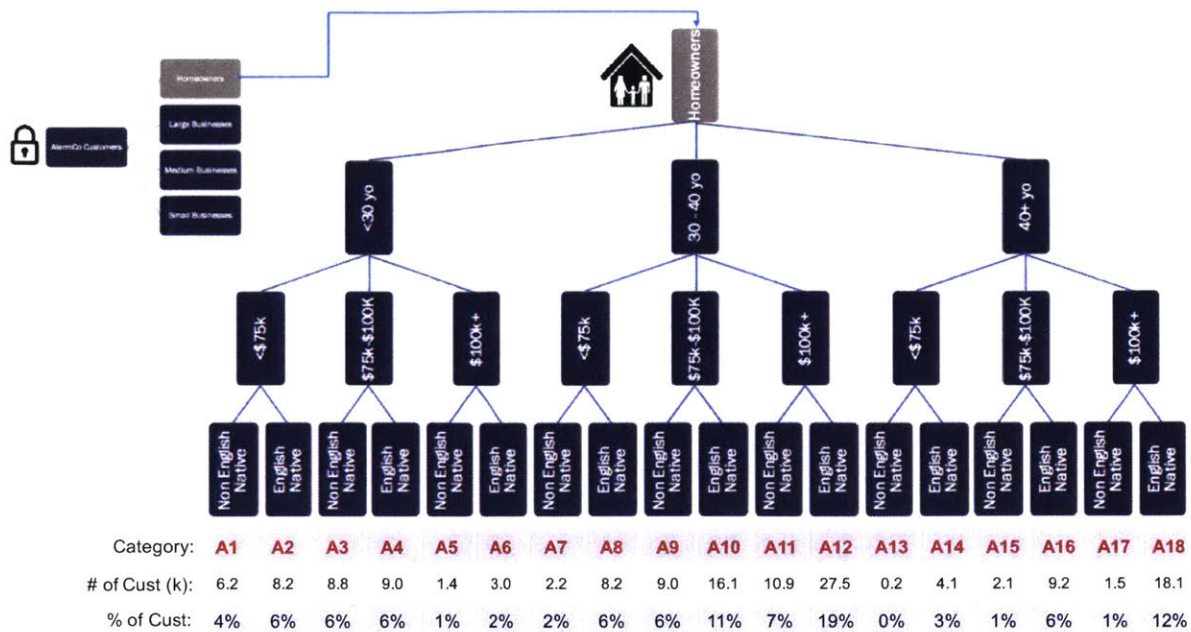 Homeowners
Large Businesses
AlarmCo Customers
Medium Businesses
Small Businesses
Homeowners
<30 yo
30 - 40 yo
40+ yo
<$75k
$75k-$100K
$100k+
<$75k
$75k-$100K
$100k+
<$75k
$75k-$100K
$100k+
Non English
Native
English
Native
Non English
Native
English
Native
Non English
Native
English
Native
Non English
Native
English
Native
Non English
Native
English
Native
Non English
Native
English
Native
Non English
Native
English
Native
Non English
Native
English
Native
Non English
Native
English
Native
Category: A1 A2 A3 A4 A5 A6 A7 A8 A9 A10 A11 A12 A13 A14 A15 A16 A17 A18
# of Cust (k): 6.2 8.2 8.8 9.0 1.4 3.0 2.2 8.2 9.0 16.1 10.9 27.5 0.2 4.1 2.1 9.2 1.5 18.1
% of Cust: 4% 6% 6% 6% 1% 2% 2% 6% 6% 11% 7% 19% 0% 3% 1% 6% 1% 12%